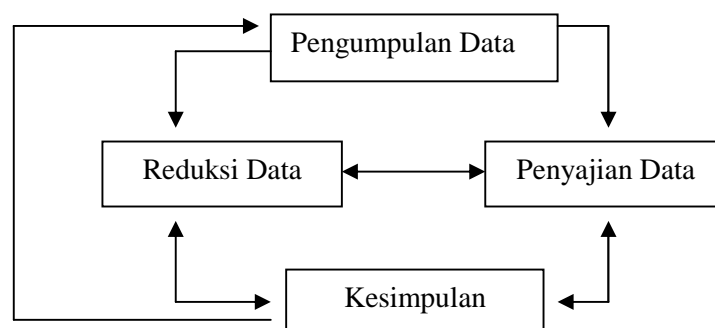 Pengumpulan Data
Reduksi Data
Penyajian Data
Kesimpulan